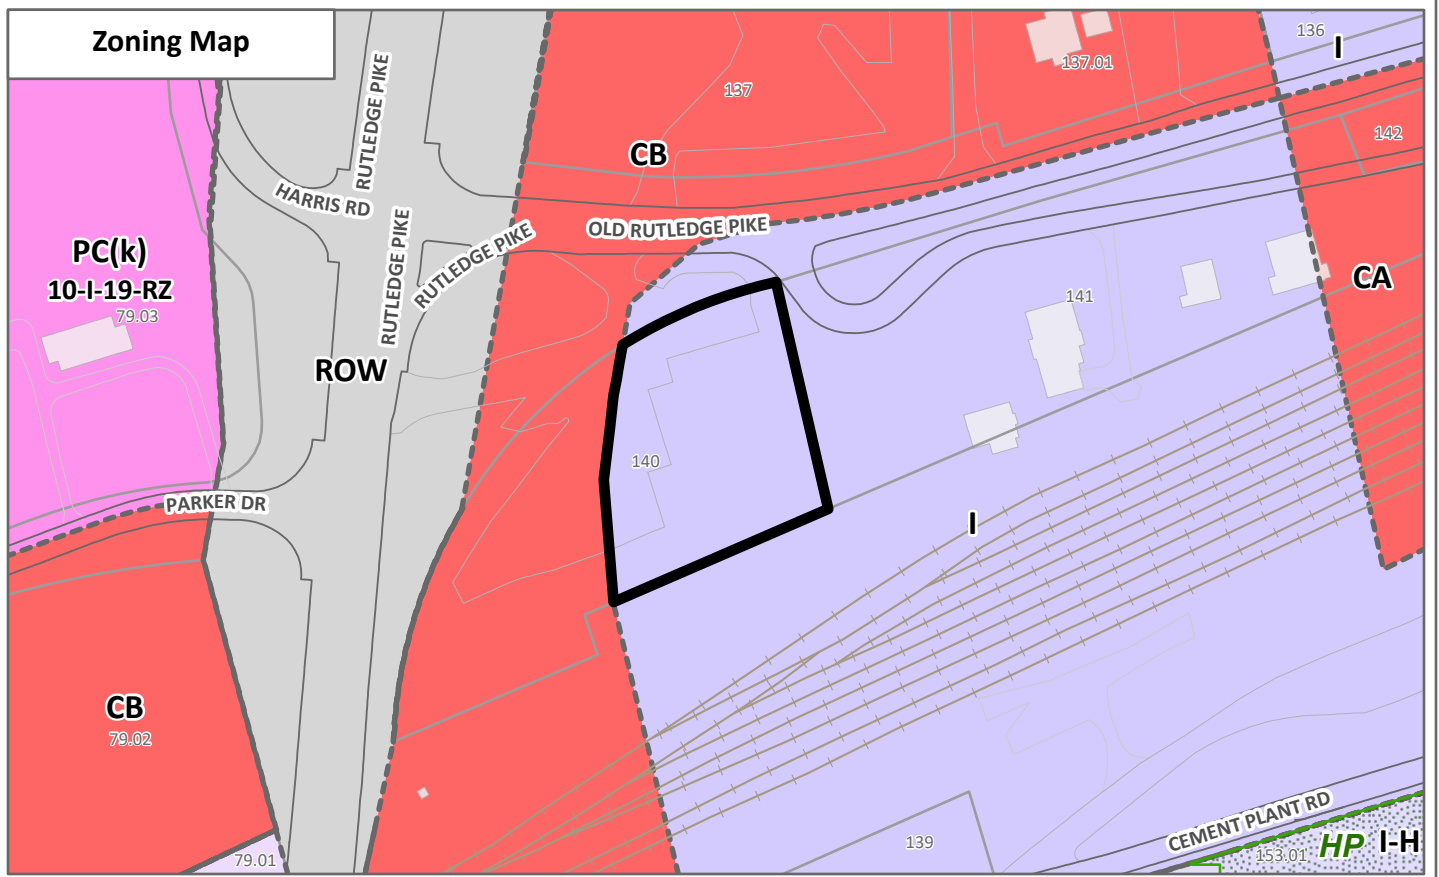 Zoning Map
136
I
137
137.01
RUTLEDGE PIKE
CB
142
HARRIS RD
OLD RUTLEDGE PIKE
RUTLEDGE PIKE
RUTLEDGE PIKE
PC(k)
10-I-19-RZ
79.03
141
CA
ROW
140
PARKER DR
I
CB
79.02
CEMENT PLANT RD
139
HP
I-H
153.01
79.01